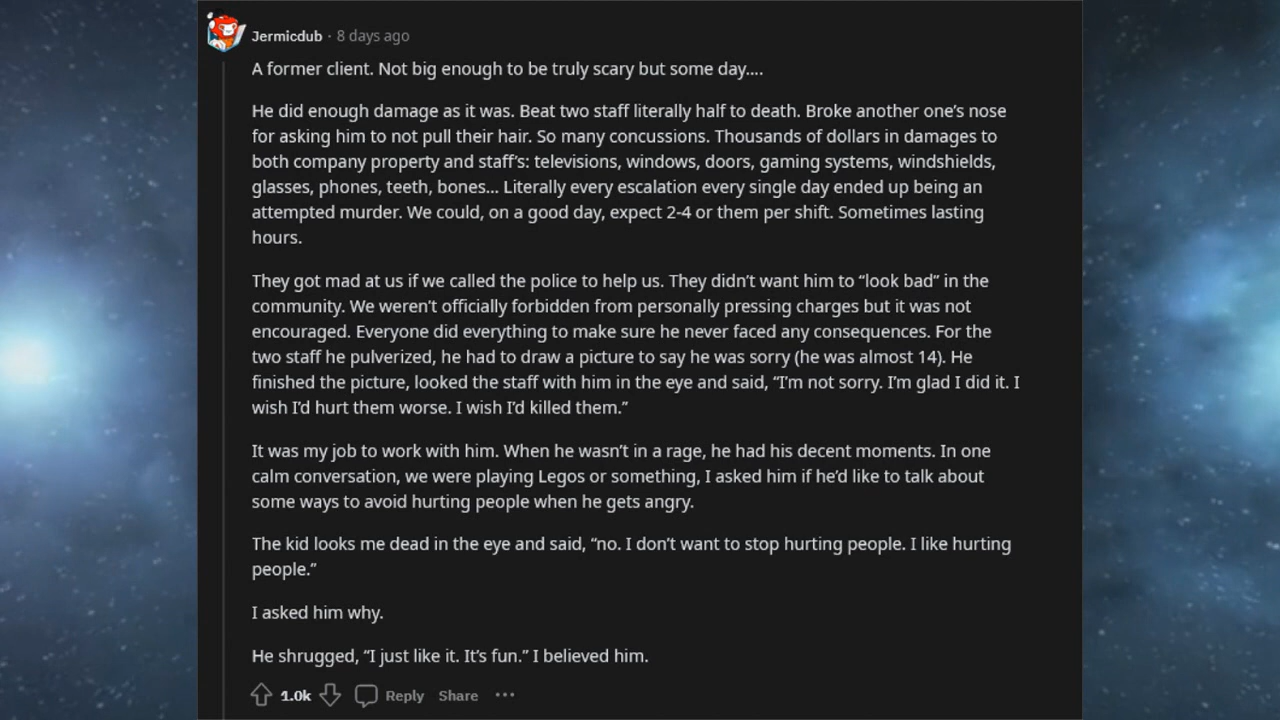 Jermicdub · 8 days ago
A former client. Not big enough to be truly scary but some day....
He did enough damage as it was. Beat two staff literally half to death. Broke another one’s nose
for asking him to not pull their hair. So many concussions. Thousands of dollars in damages to
both company property and staff’s: televisions, windows, doors, gaming systems, windshields,
glasses, phones, teeth, bones... Literally every escalation every single day ended up being an
attempted murder. We could, on a good day, expect 2-4 or them per shift. Sometimes lasting
hours.
They got mad at us if we called the police to help us. They didn’t want him to “look bad” in the
community. We weren’t officially forbidden from personally pressing charges but it was not
encouraged. Everyone did everything to make sure he never faced any consequences. For the
two staff he pulverized, he had to draw a picture to say he was sorry (he was almost 14). He
finished the picture, looked the staff with him in the eye and said, “I’m not sorry. I’m glad I did it. I
wish I’d hurt them worse. I wish I’d killed them.”
It was my job to work with him. When he wasn’t in a rage, he had his decent moments. In one
calm conversation, we were playing Legos or something, I asked him if he’d like to talk about
some ways to avoid hurting people when he gets angry.
The kid looks me dead in the eye and said, “no. I don’t want to stop hurting people. I like hurting
people.”
I asked him why.
He shrugged, “I just like it. It’s fun.” I believed him.
1.0k Reply Share ···